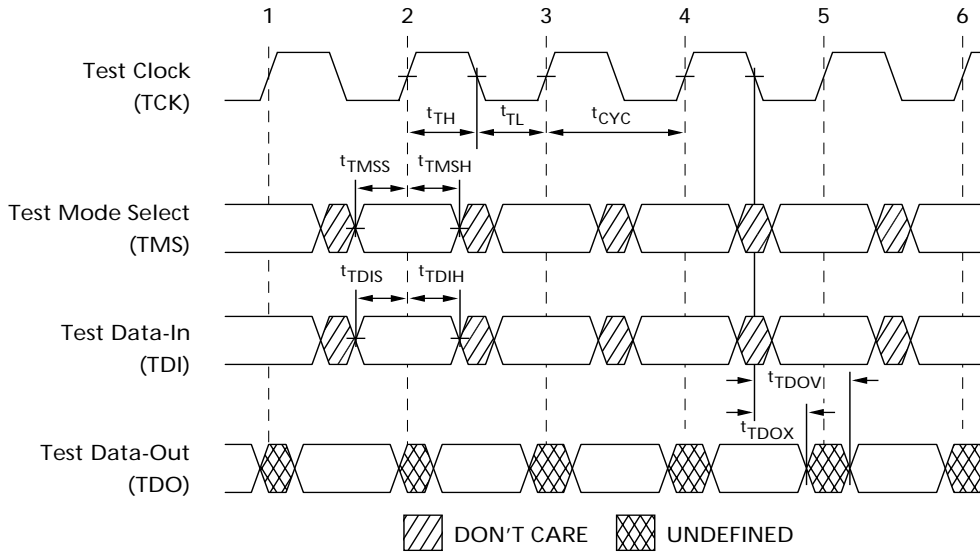 1 2 3 4 5 6
Test Clock
(TCK)
tTH tTL tCYC
tTMSS tTMSH
Test Mode Select
(TMS)
tTDIS tTDIH
Test Data-In
(TDI)
tTDOV
tTDOX
Test Data-Out
(TDO)
DON'T CARE UNDEFINED